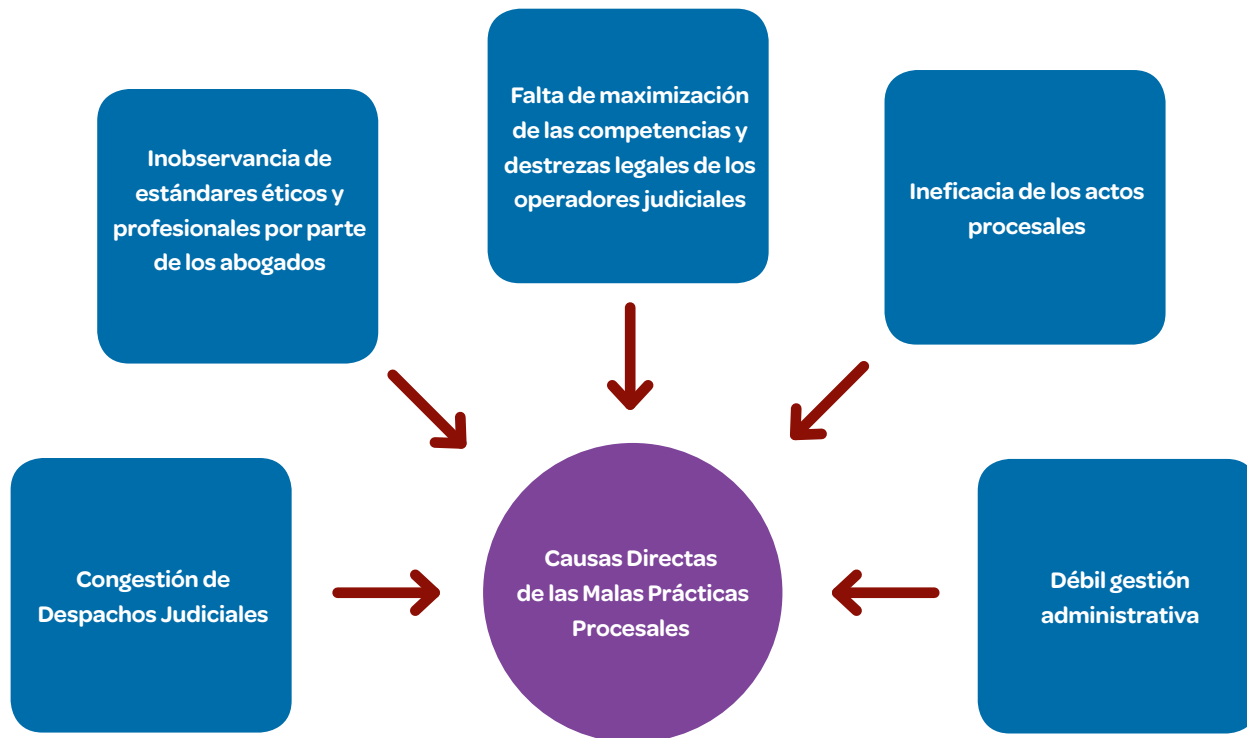 Inobservancia de
estándares éticos y
profesionales por parte
de los abogados
Falta de maximización
de las competencias y
destrezas legales de los
operadores judiciales
Ineficacia de los actos
procesales
Congestión de
Despachos Judiciales
Causas Directas
de las Malas Prácticas
Procesales
Débil gestión
administrativa